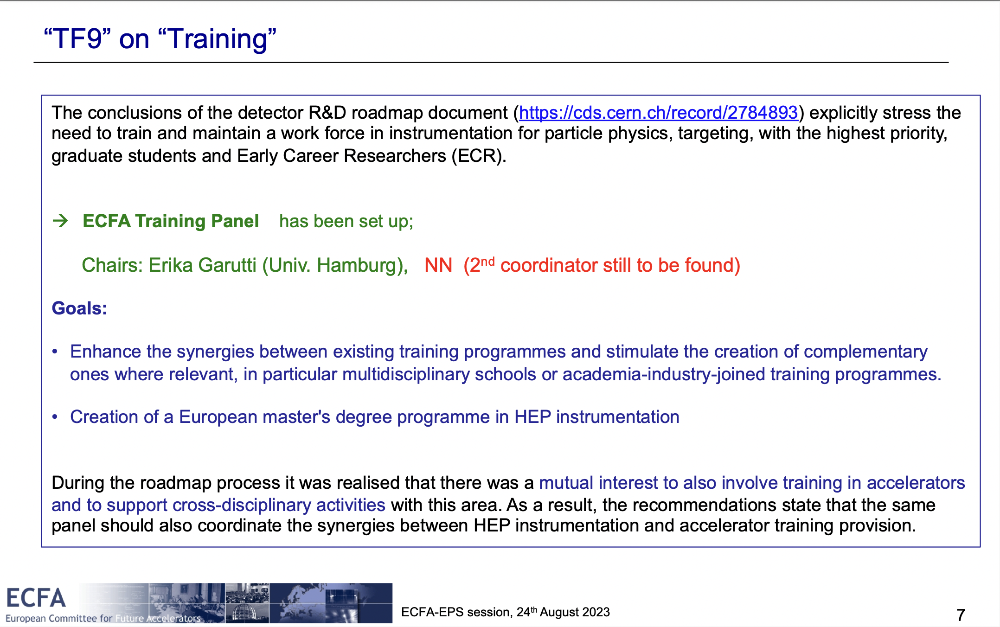 “TF9” on “Training”
The conclusions of the detector R&D roadmap document (https://cds.cern.ch/record/2784893) explicitly stress the
need to train and maintain a work force in instrumentation for particle physics, targeting, with the highest priority,
graduate students and Early Career Researchers (ECR).
→ ECFA Training Panel has been set up;
Chairs: Erika Garutti (Univ. Hamburg), NN (2nd coordinator still to be found)
Goals:
• Enhance the synergies between existing training programmes and stimulate the creation of complementary
ones where relevant, in particular multidisciplinary schools or academia-industry-joined training programmes.
• Creation of a European master's degree programme in HEP instrumentation
During the roadmap process it was realised that there was a mutual interest to also involve training in accelerators
and to support cross-disciplinary activities with this area. As a result, the recommendations state that the same
panel should also coordinate the synergies between HEP instrumentation and accelerator training provision.
ECFA
European Committee for Future Accelerators
ECFA-EPS session, 24th August 2023
7